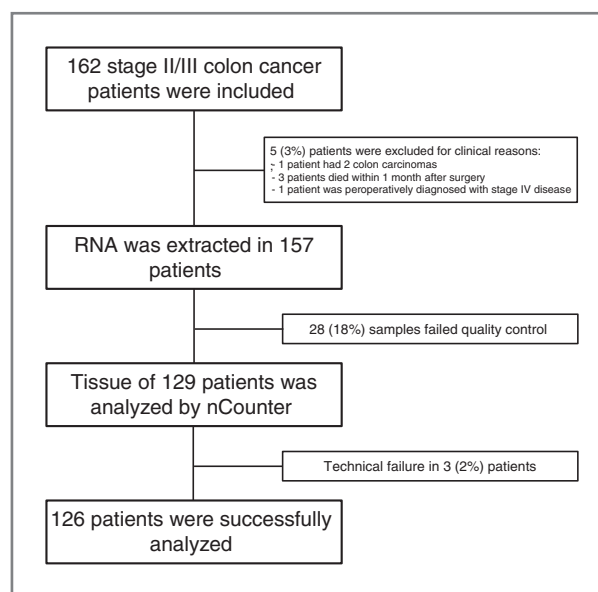 162 stage II/III colon cancer
patients were included
5 (3%) patients were excluded for clinical reasons:
- 1 patient had 2 colon carcinomas
- 3 patients died within 1 month after surgery
- 1 patient was peroperatively diagnosed with stage IV disease
RNA was extracted in 157
patients
28 (18%) samples failed quality control
Tissue of 129 patients was
analyzed by nCounter
Technical failure in 3 (2%) patients
126 patients were successfully
analyzed